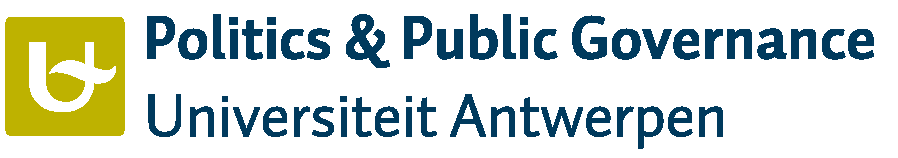 Politics & Public Governance
Universiteit Antwerpen